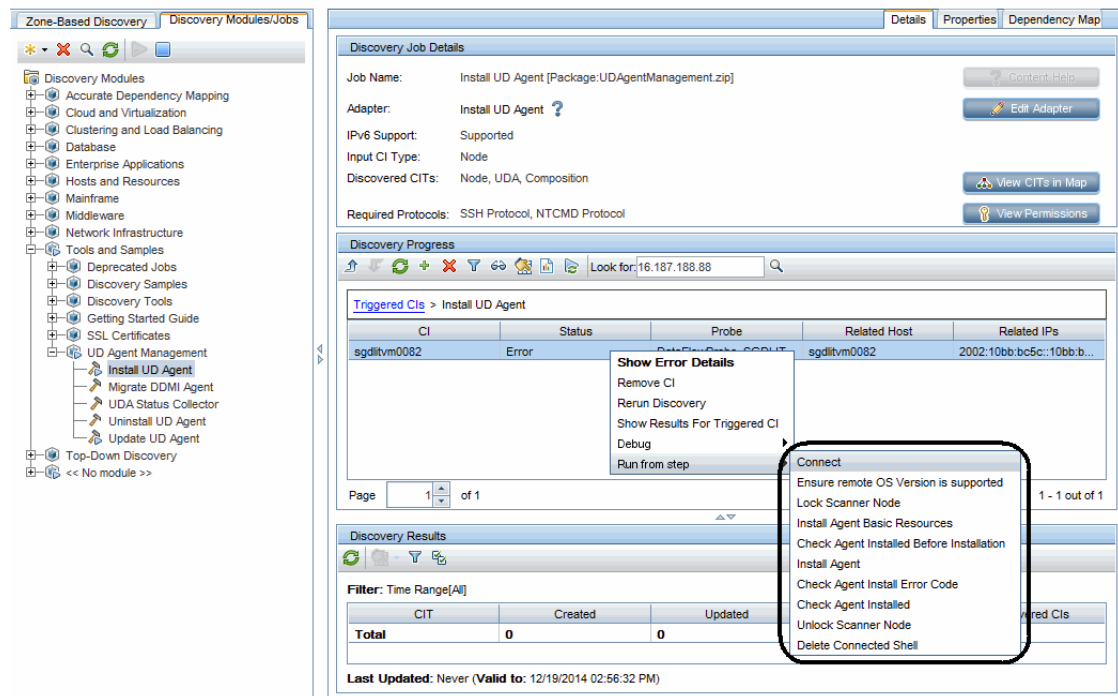 Zone-Based Discovery Discovery Modules/Jobs
Discovery Modules
Accurate Dependency Mapping
Cloud and Virtualization
Clustering and Load Balancing
Database
Enterprise Applications
Hosts and Resources
Mainframe
Middleware
Network Infrastructure
Tools and Samples
Deprecated Jobs
Discovery Samples
Discovery Tools
Getting Started Guide
SSL Certificates
UD Agent Management
Install UD Agent
Migrate DDMI Agent
UDA Status Collector
Uninstall UD Agent
Update UD Agent
Top-Down Discovery
<< No module >>
Details Properties Dependency Map
Discovery Job Details
Job Name: Install UD Agent [Package:UDAgentManagement.zip]
? Content Help
Adapter: Install UD Agent ?
Edit Adapter
IPv6 Support: Supported
Input CI Type: Node
Discovered CITs: Node, UDA, Composition
View CITs in Map
Required Protocols: SSH Protocol, NTCMD Protocol
View Permissions
Discovery Progress
Look for: 16.187.188.88
Triggered CIs > Install UD Agent
CI Status Probe Related Host Related IPs
sgdlitvm0082 Error sgdlitvm0082 2002:10bb:bc5c::10bb:b...
Show Error Details
Remove CI
Rerun Discovery
Show Results For Triggered CI
Debug
Run from step
Connect
Ensure remote OS Version is supported
Lock Scanner Node
Install Agent Basic Resources
Check Agent Installed Before Installation
Install Agent
Check Agent Install Error Code
Check Agent Installed
Unlock Scanner Node
Delete Connected Shell
Page 1 of 1
1 - 1 out of 1
Discovery Results
Filter: Time Range[All]
CIT Created Updated CIs
Total 0 0
Last Updated: Never (Valid to: 12/19/2014 02:56:32 PM)